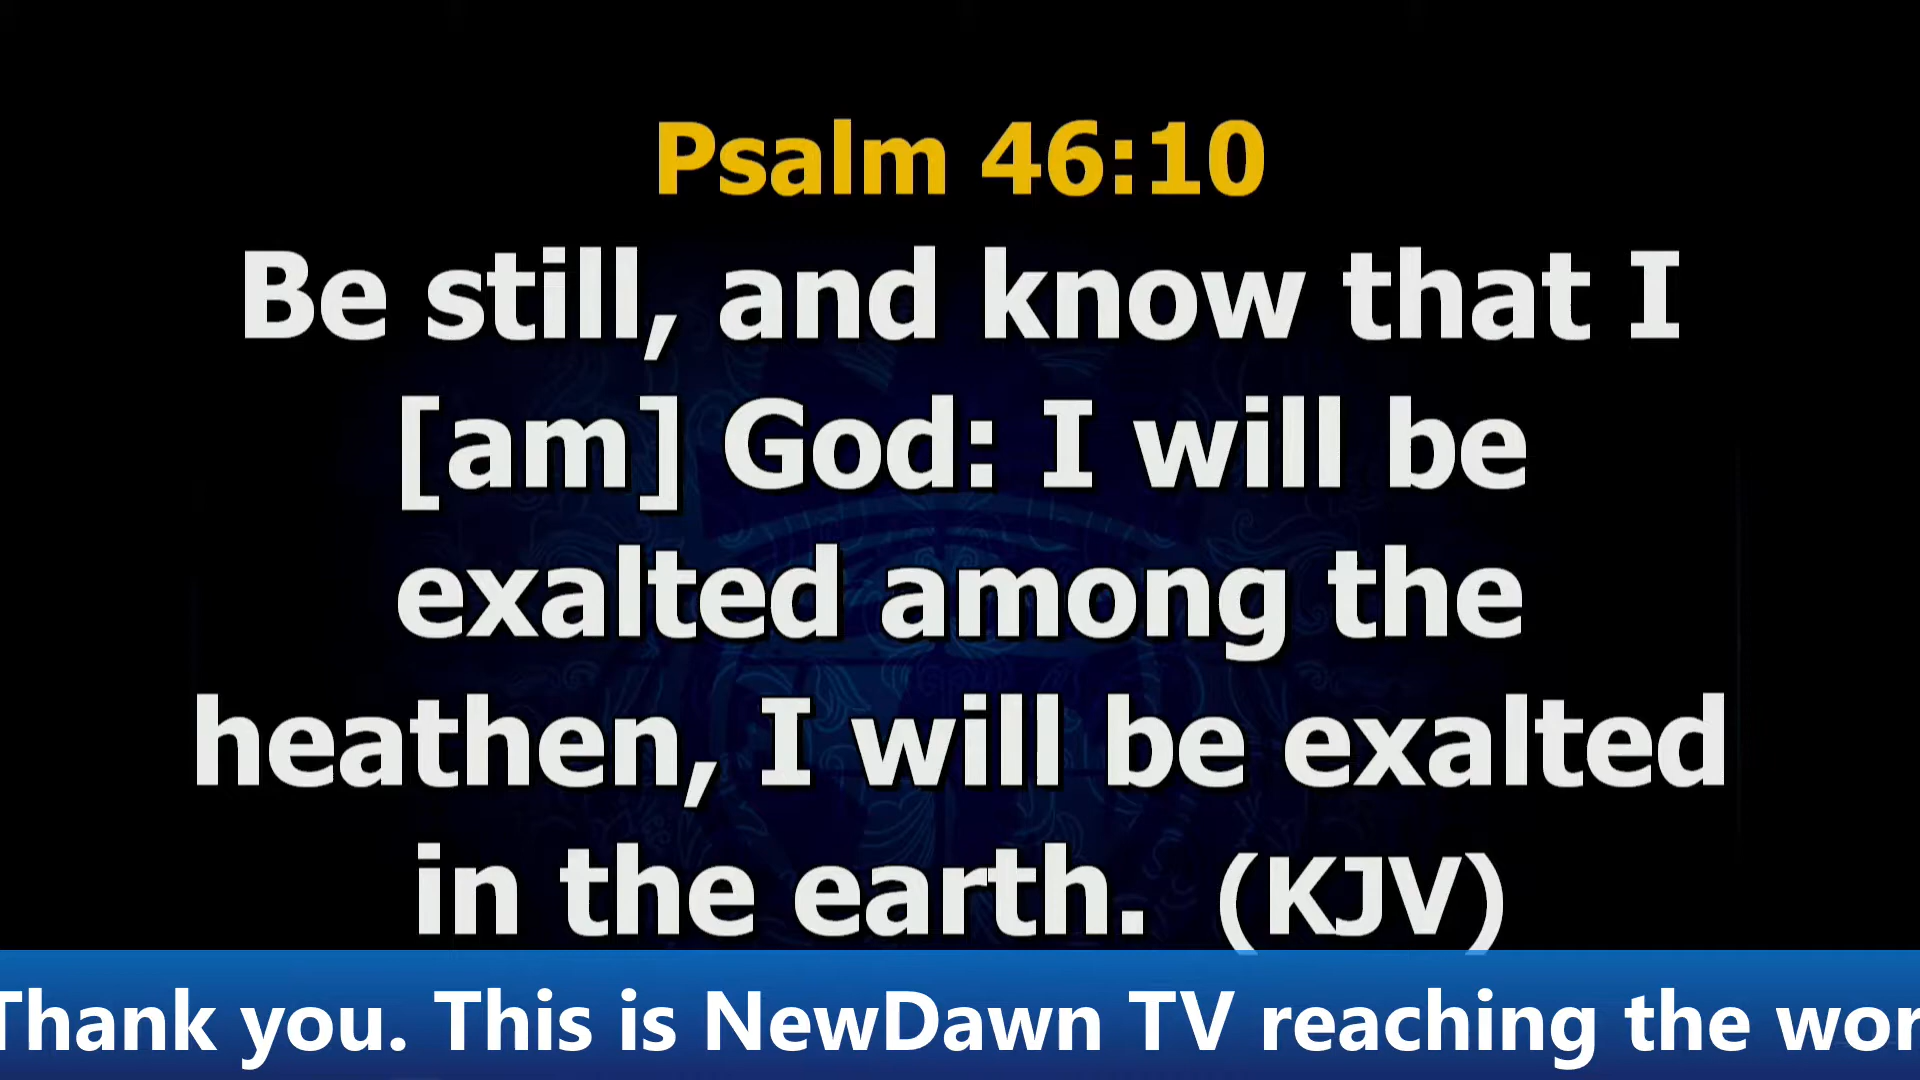 Psalm 46:10
Be still, and know that I
[am] God: I will be
exalted among the
heathen, I will be exalted
in the earth. (KJV)
Thank you. This is NewDawn TV reaching the wor